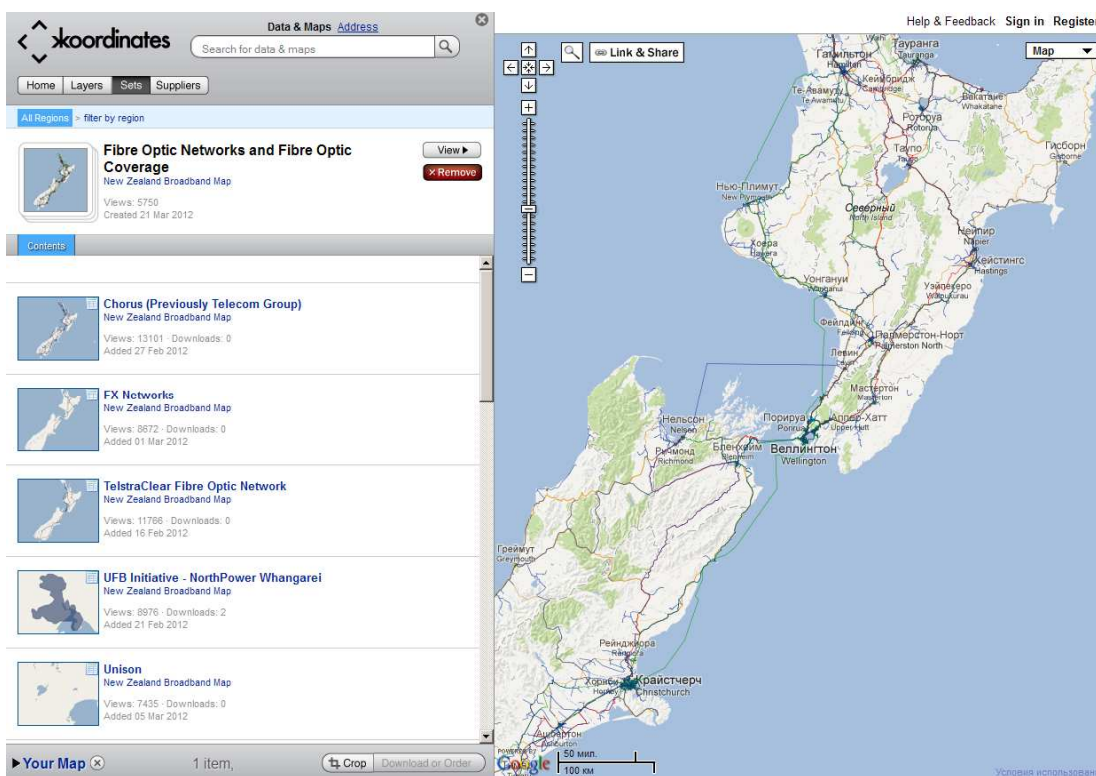 Help & Feedback Sign in Register
koordinates
Data & Maps Address
Search for data & maps
Home Layers Sets Suppliers
All Regions > filter by region
Fibre Optic Networks and Fibre Optic
Coverage
New Zealand Broadband Map
Views: 5750
Created 21 Mar 2012
View
Remove
Contents
Chorus (Previously Telecom Group)
New Zealand Broadband Map
Views: 13101 · Downloads: 0
Added 27 Feb 2012
FX Networks
New Zealand Broadband Map
Views: 8672 · Downloads: 0
Added 01 Mar 2012
TelstraClear Fibre Optic Network
New Zealand Broadband Map
Views: 11766 · Downloads: 0
Added 16 Feb 2012
UFB Initiative - NorthPower Whangarei
New Zealand Broadband Map
Views: 8976 · Downloads: 2
Added 21 Feb 2012
Unison
New Zealand Broadband Map
Views: 7435 · Downloads: 0
Added 05 Mar 2012
Your Map
1 item,
Crop Download or Order
Link & Share
Map
Тауранга
Tauranga
Гамильтон
Hamilton
Кеймбридж
Cambridge
Те-Авамуту
Te Awamutu
Вакатане
Whakatane
Роторуа
Rotorua
Гисборн
Gisborne
Таупо
Taupo
Нью-Плимут
New Plymouth
Северный
North Island
Нейпир
Napier
Хоера
Hawera
Хейстингс
Hastings
Уонгануи
Wanganui
Уэйпекеро
Waipukurau
Фейлдинг
Feilding
Палмерстон-Норт
Palmerston North
Левин
Levin
Мастертон
Masterton
Порируа
Porirua
Аппер-Хатт
Upper Hutt
Нельсон
Nelson
Ричмонд
Richmond
Бленхейм
Blenheim
Веллингтон
Wellington
Греймут
Greymouth
Рейнджиора
Rangiora
Хорнби
Hornby
Крайстчерч
Christchurch
Ашбертон
Ashburton
POWERED BY
Google
50 мил.
100 км
Условия использован